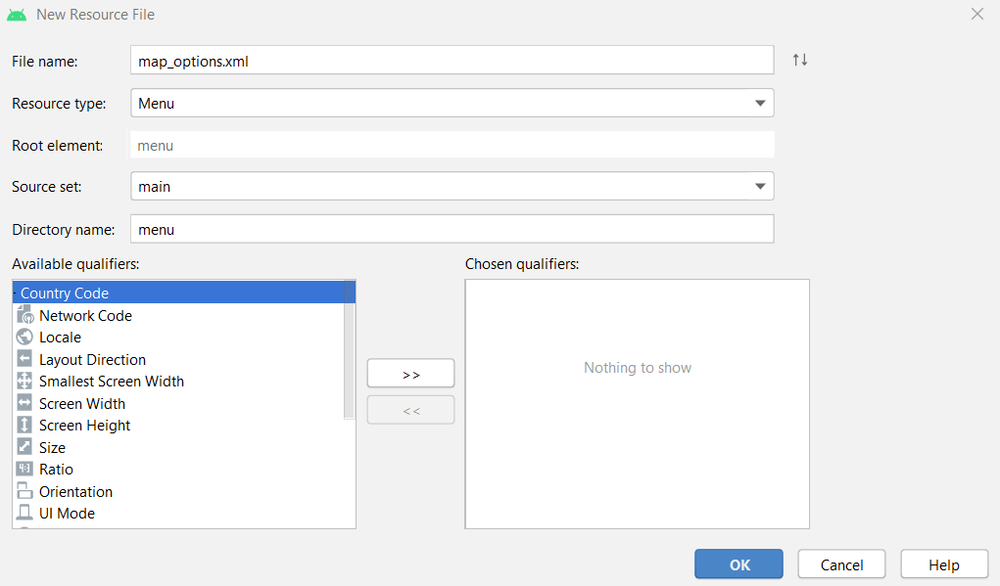 New Resource File
File name: map_options.xml
Resource type: Menu
Root element: menu
Source set: main
Directory name: menu
Available qualifiers:
Country Code
Network Code
Locale
Layout Direction
Smallest Screen Width
Screen Width
Screen Height
Size
Ratio
Orientation
UI Mode
>>
<<
Chosen qualifiers:
Nothing to show
OK Cancel Help